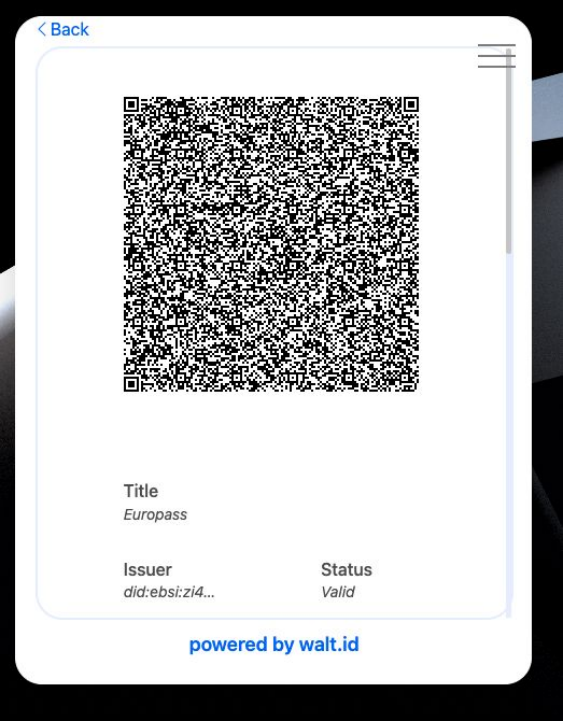 Back
Title
Europass
Issuer
Status
did:ebsi:zi4...
Valid
powered by walt.id